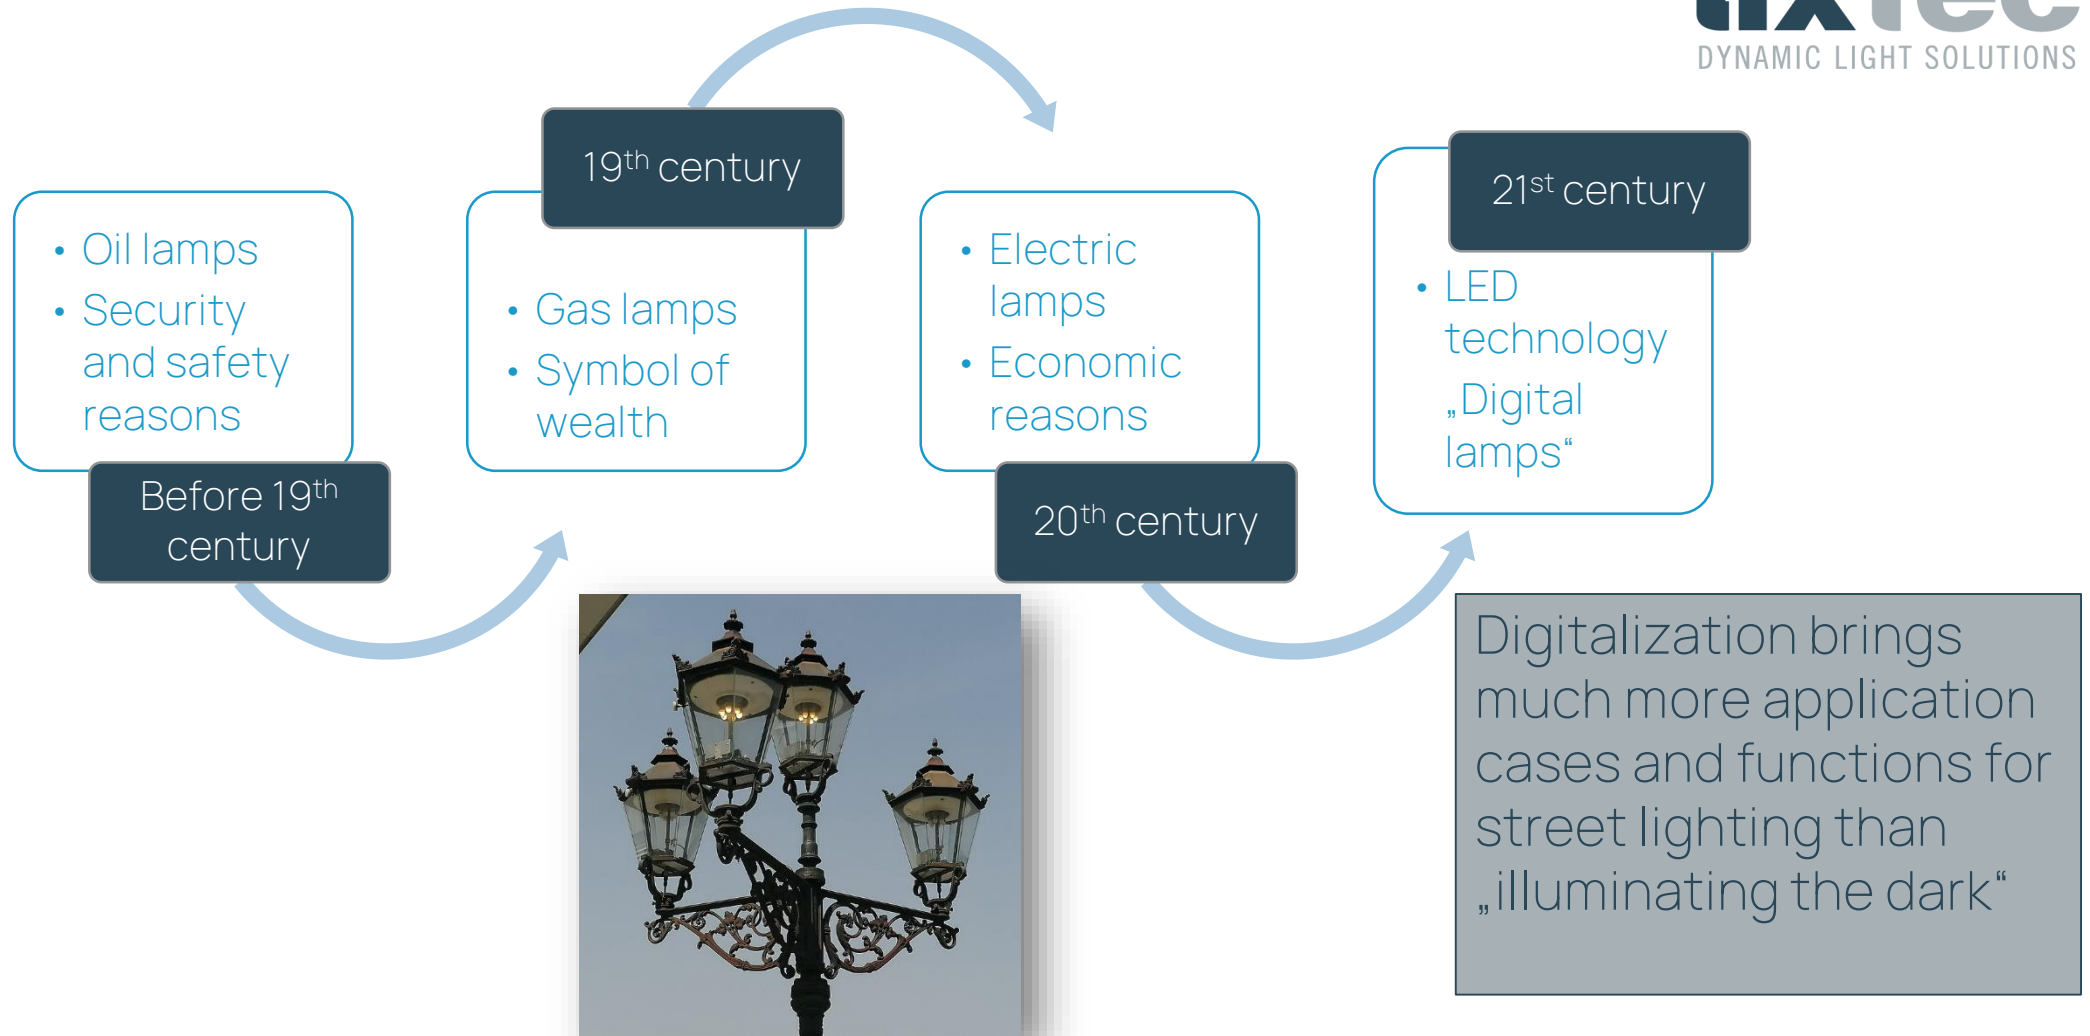 DYNAMIC LIGHT SOLUTIONS
• Oil lamps
• Security
and safety
reasons
Before 19th
century
19th century
• Gas lamps
• Symbol of
wealth
• Electric
lamps
• Economic
reasons
20th century
21st century
• LED
technology
„Digital
lamps“
Digitalization brings
much more application
cases and functions for
street lighting than
„illuminating the dark“